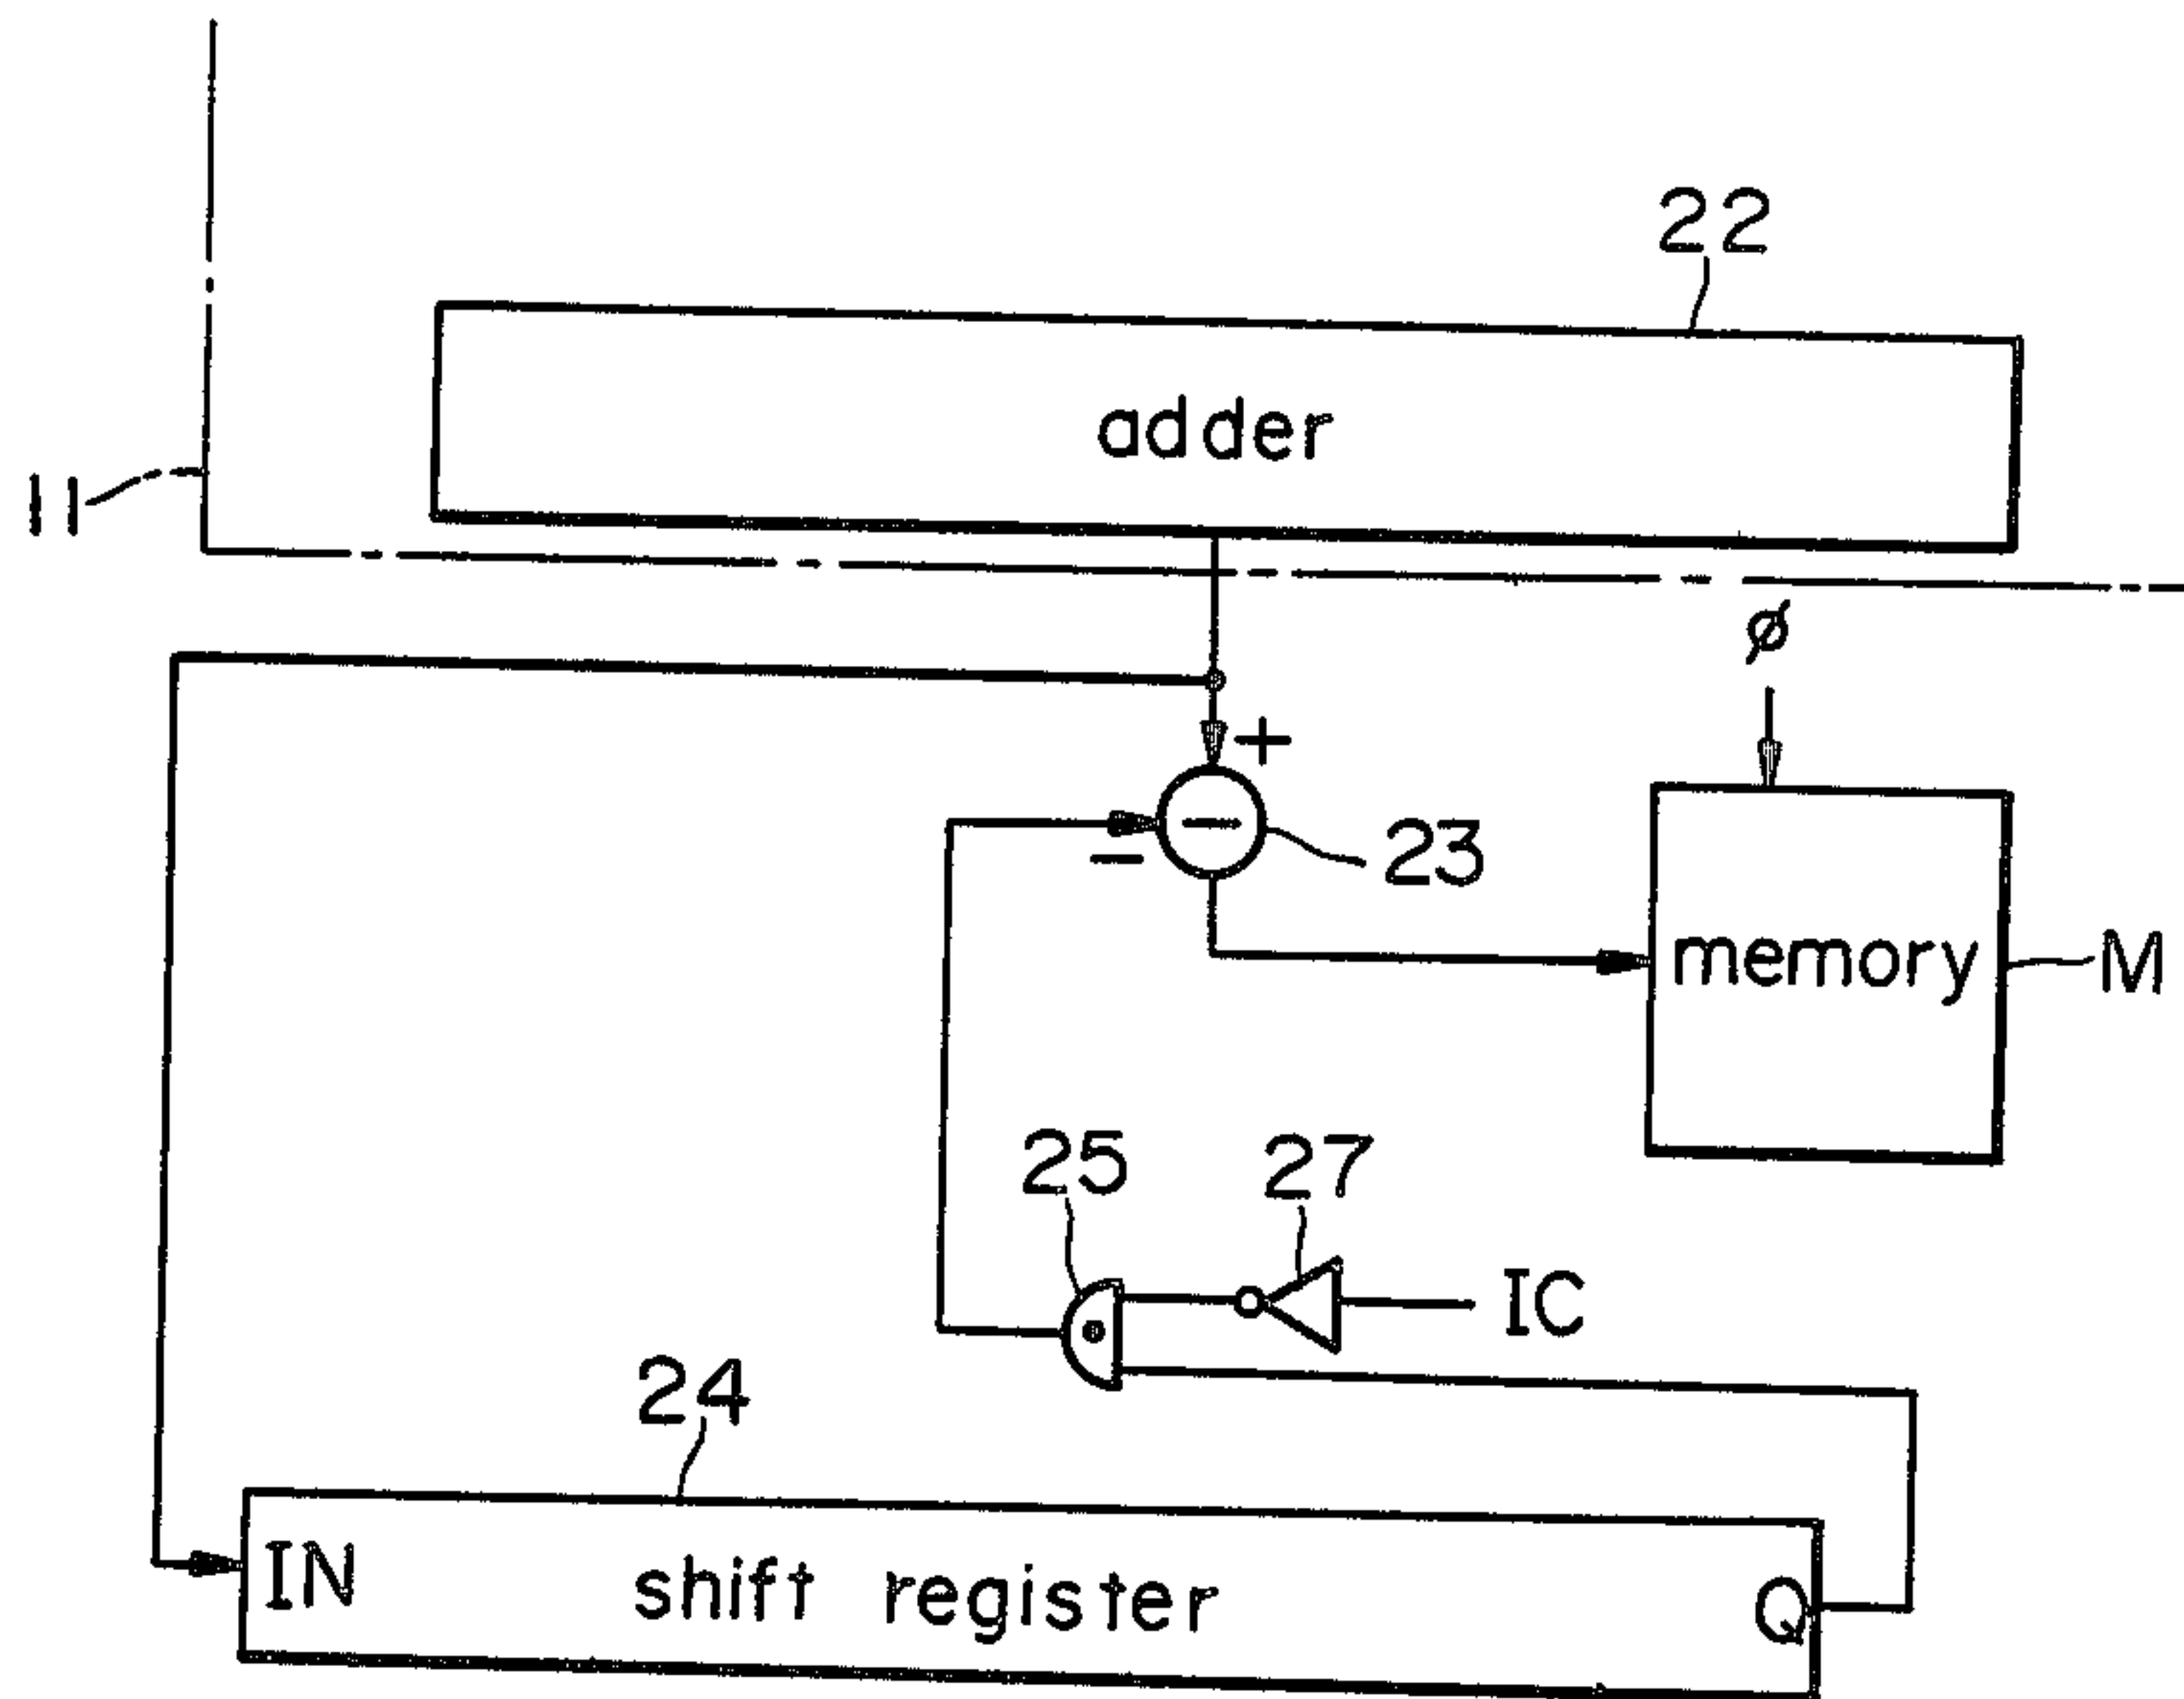 22
adder
11
ø
+
−
23
memory
M
25
27
IC
24
IN
shift register
Q